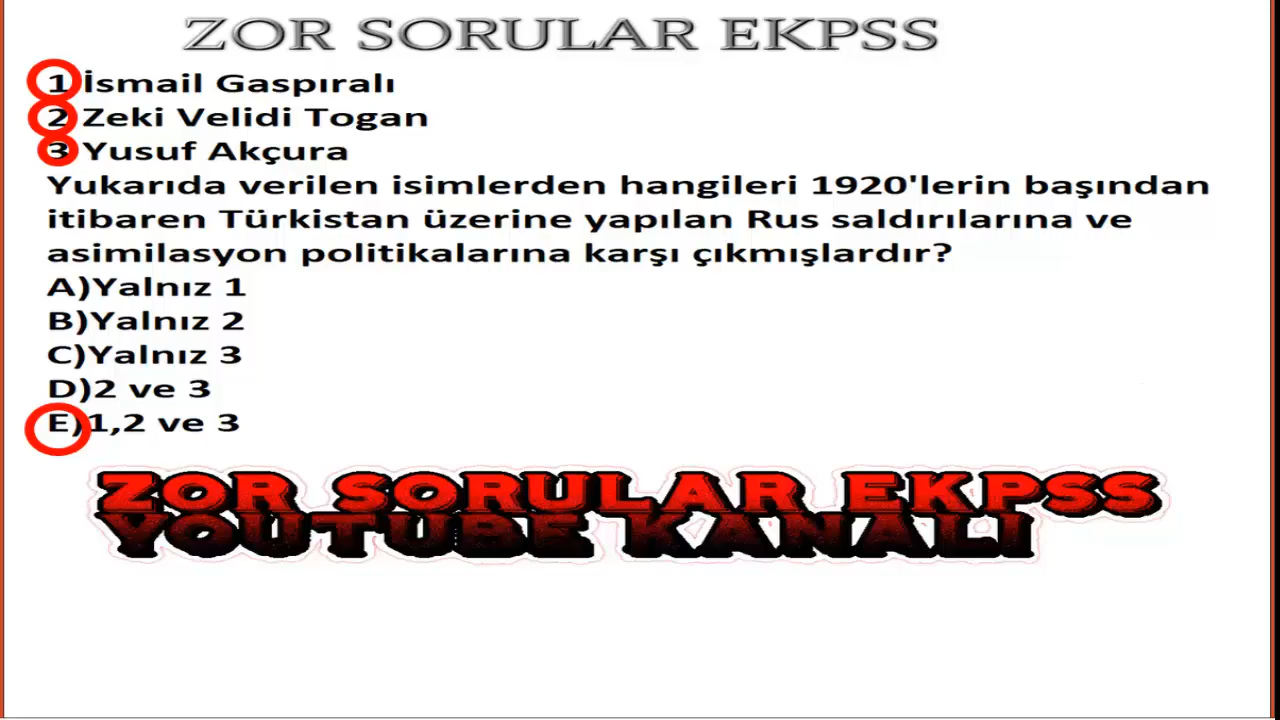 ZOR SORULAR EKPSS
1 İsmail Gaspıralı
2 Zeki Velidi Togan
3 Yusuf Akçura
Yukarıda verilen isimlerden hangileri 1920'lerin başından
itibaren Türkistan üzerine yapılan Rus saldırılarına ve
asimilasyon politikalarına karşı çıkmışlardır?
A)Yalnız 1
B)Yalnız 2
C)Yalnız 3
D)2 ve 3
E)1,2 ve 3
ZOR SORULAR EKPSS
YOUTUBE KANALI